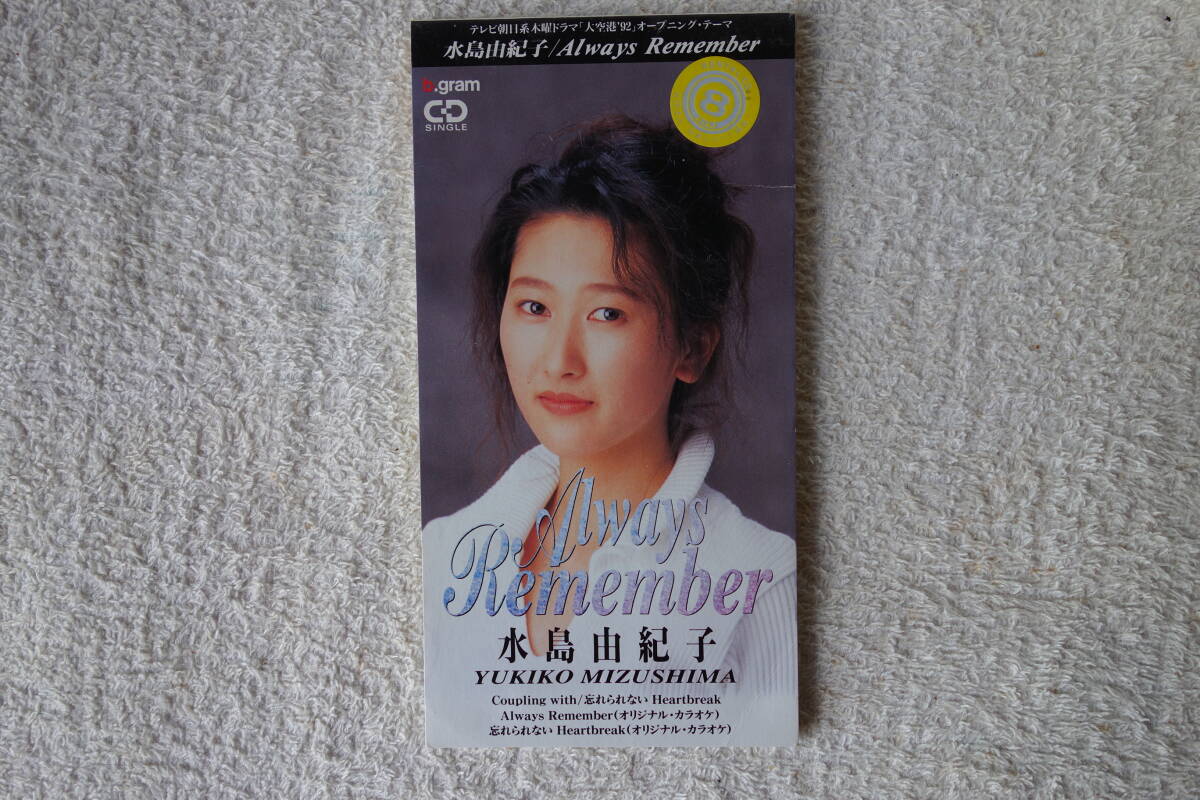 テレビ朝日系木曜ドラマ「大空港'92」オープニング・テーマ
水島由紀子/Always Remember
b.gram
CD
SINGLE
8
Always
Remember
水島由紀子
YUKIKO MIZUSHIMA
Coupling with/忘れられない Heartbreak
Always Remember(オリジナル・カラオケ)
忘れられない Heartbreak(オリジナル・カラオケ)